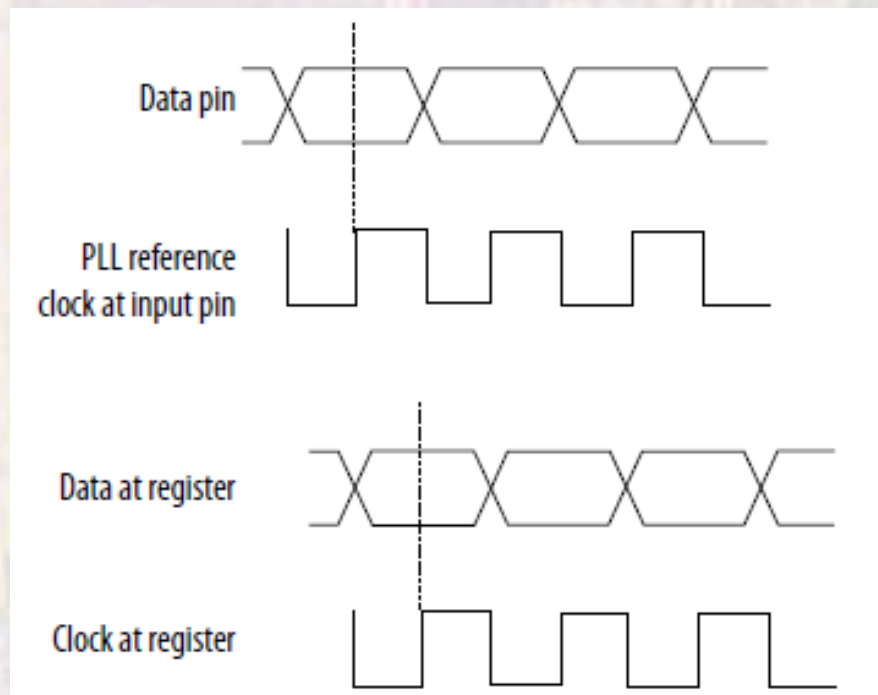 Data pin
PLL reference
clock at input pin
Data at register
Clock at register